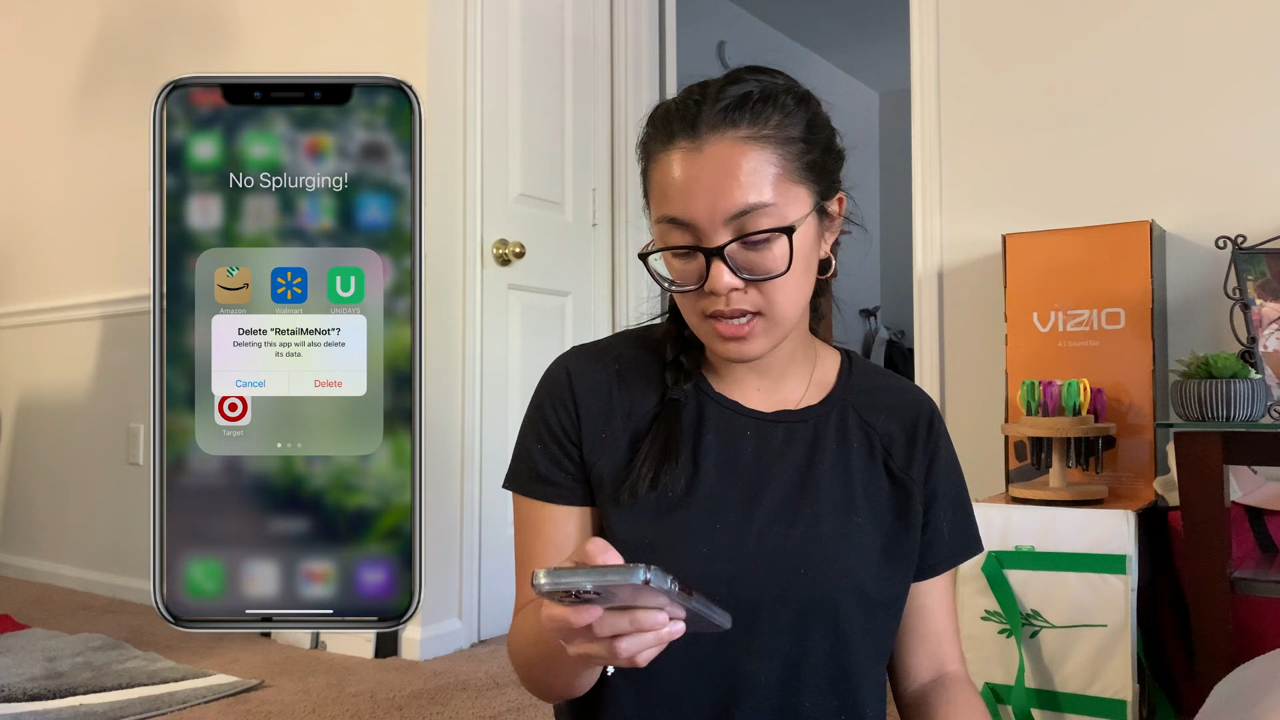 No Splurging!
Amazon
Walmart
UNiDAYS
Delete “RetailMeNot”?
Deleting this app will also delete
its data.
Cancel
Delete
Target
VIZIO
4.1 Sound Bar